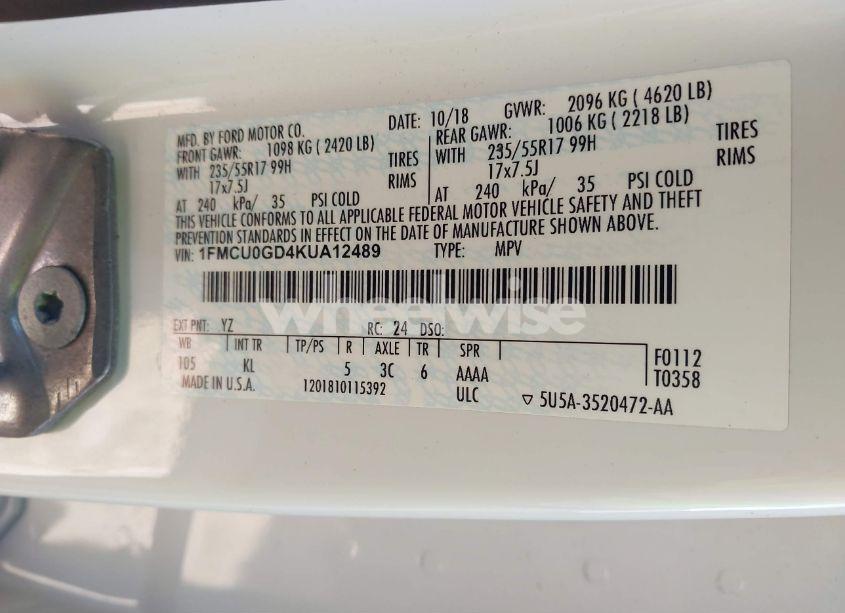 MFD. BY FORD MOTOR CO.
DATE: 10/18 GVWR: 2096 KG ( 4620 LB)
FRONT GAWR: 1098 KG ( 2420 LB)
REAR GAWR: 1006 KG ( 2218 LB)
WITH 235/55R17 99H TIRES
WITH 235/55R17 99H TIRES
17x7.5J RIMS
17x7.5J RIMS
AT 240 kPa/ 35 PSI COLD
AT 240 kPa/ 35 PSI COLD
THIS VEHICLE CONFORMS TO ALL APPLICABLE FEDERAL MOTOR VEHICLE SAFETY AND THEFT
PREVENTION STANDARDS IN EFFECT ON THE DATE OF MANUFACTURE SHOWN ABOVE.
VIN: 1FMCU0GD4KUA12489 TYPE: MPV
wheelwise
EXT PNT: YZ RC: 24 DSO:
WB INT TR TP/PS R AXLE TR SPR
105 KL 5 3C 6 AAAA F0112
MADE IN U.S.A. 1201810115392 ULC T0358
▽ 5U5A-3520472-AA